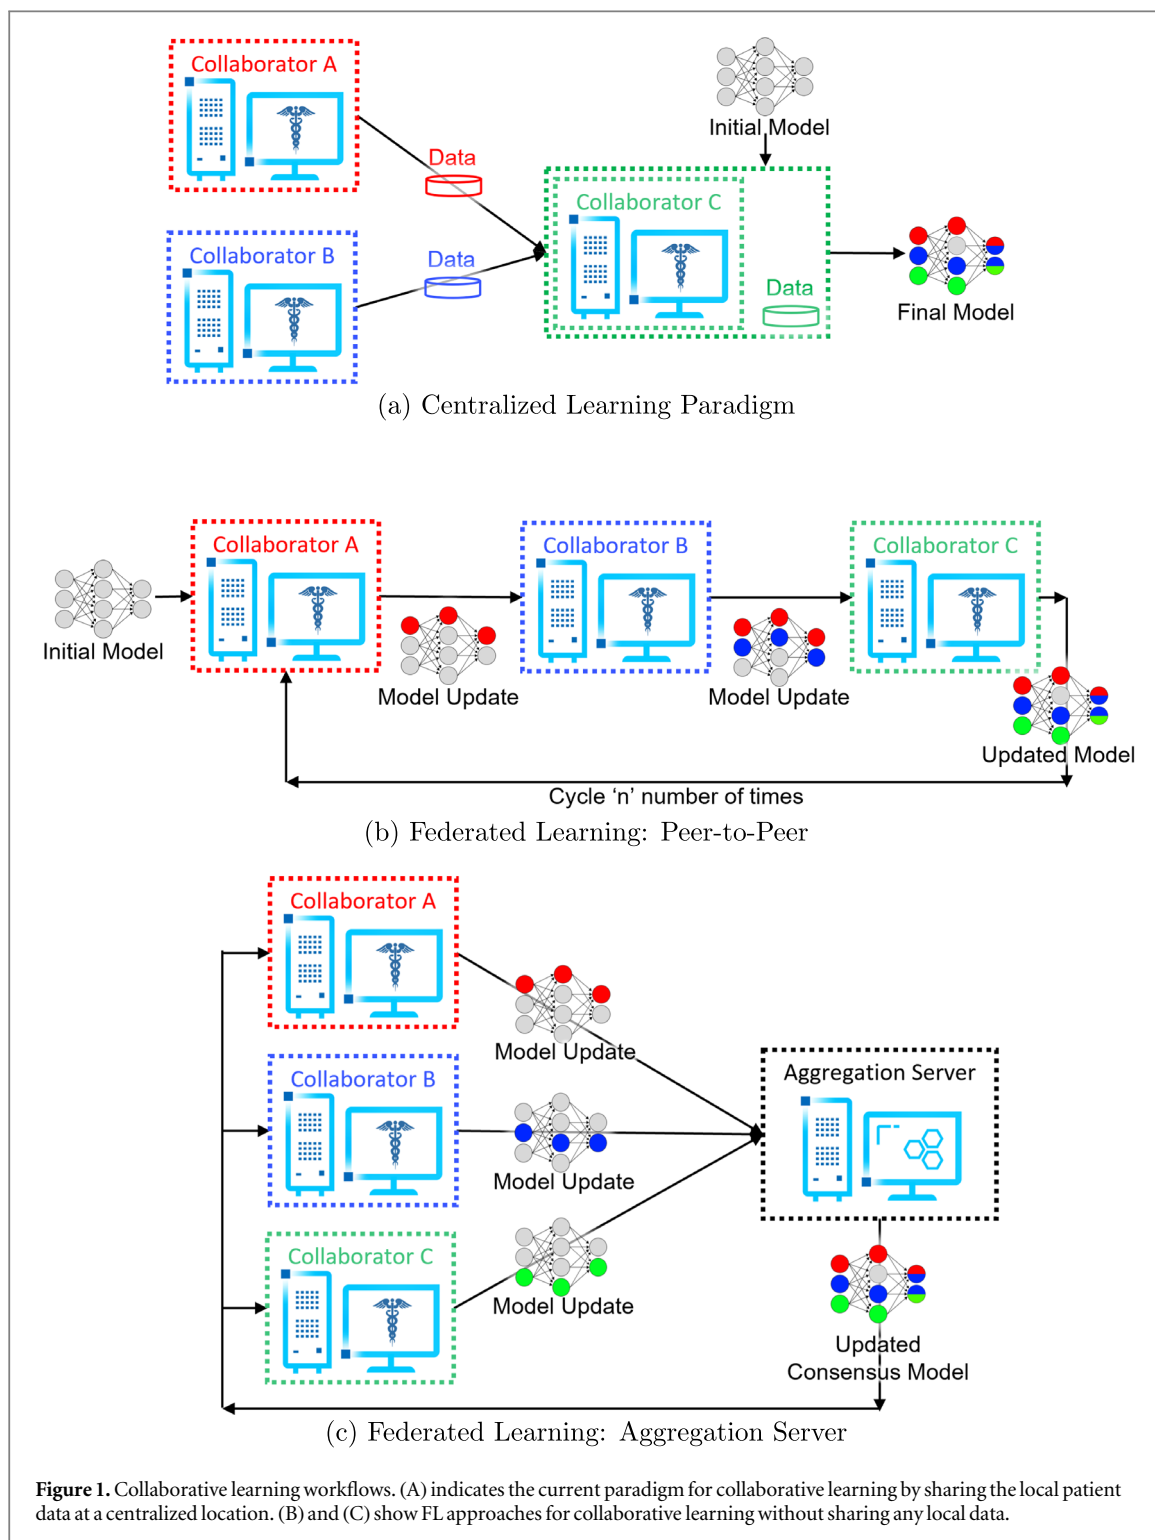 Collaborator A
Data
Initial Model
Collaborator B
Data
Collaborator C
Data
Final Model
(a) Centralized Learning Paradigm
Initial Model
Collaborator A
Model Update
Collaborator B
Model Update
Collaborator C
Updated Model
Cycle ‘n’ number of times
(b) Federated Learning: Peer-to-Peer
Collaborator A
Model Update
Collaborator B
Model Update
Collaborator C
Model Update
Aggregation Server
Updated
Consensus Model
(c) Federated Learning: Aggregation Server
Figure 1. Collaborative learning workflows. (A) indicates the current paradigm for collaborative learning by sharing the local patient
data at a centralized location. (B) and (C) show FL approaches for collaborative learning without sharing any local data.